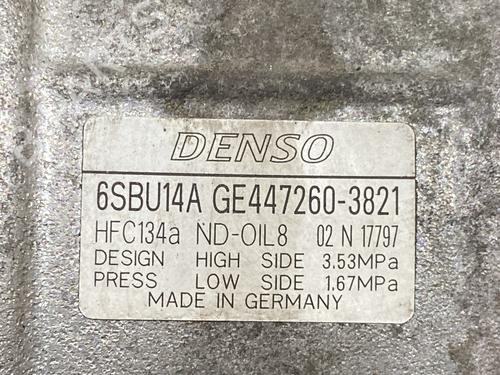 DENSO
6SBU14A GE447260-3821
HFC134a ND-OIL8 02 N 17797
DESIGN HIGH SIDE 3.53MPa
PRESS LOW SIDE 1.67MPa
MADE IN GERMANY